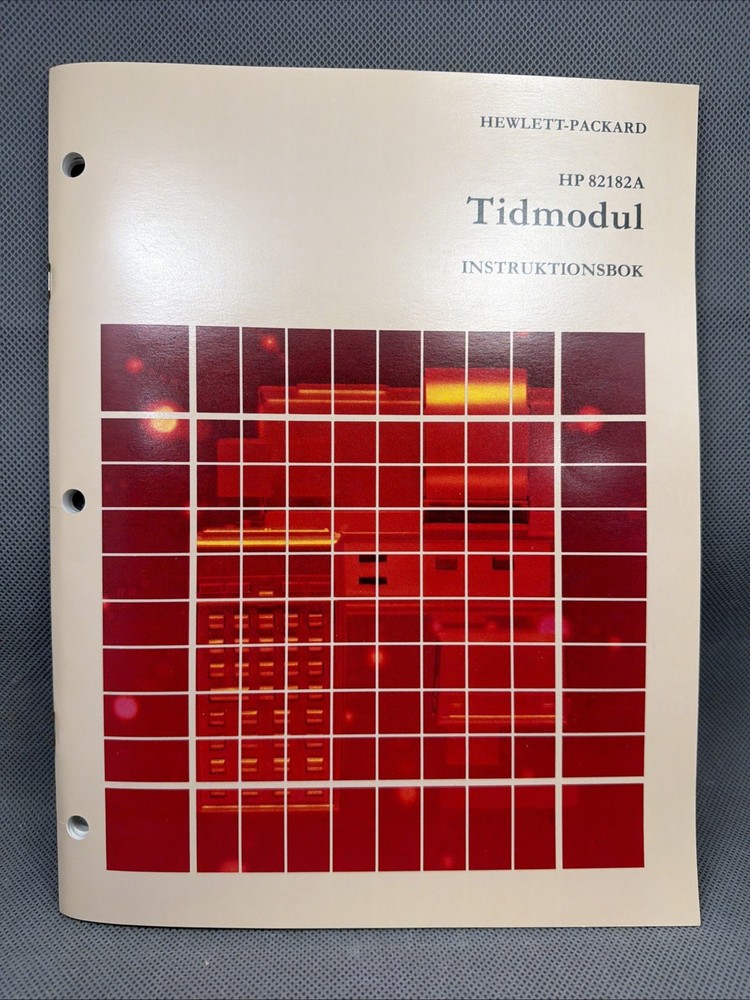 HEWLETT-PACKARD
HP 82182A
Tidmodul
INSTRUKTIONSBOK